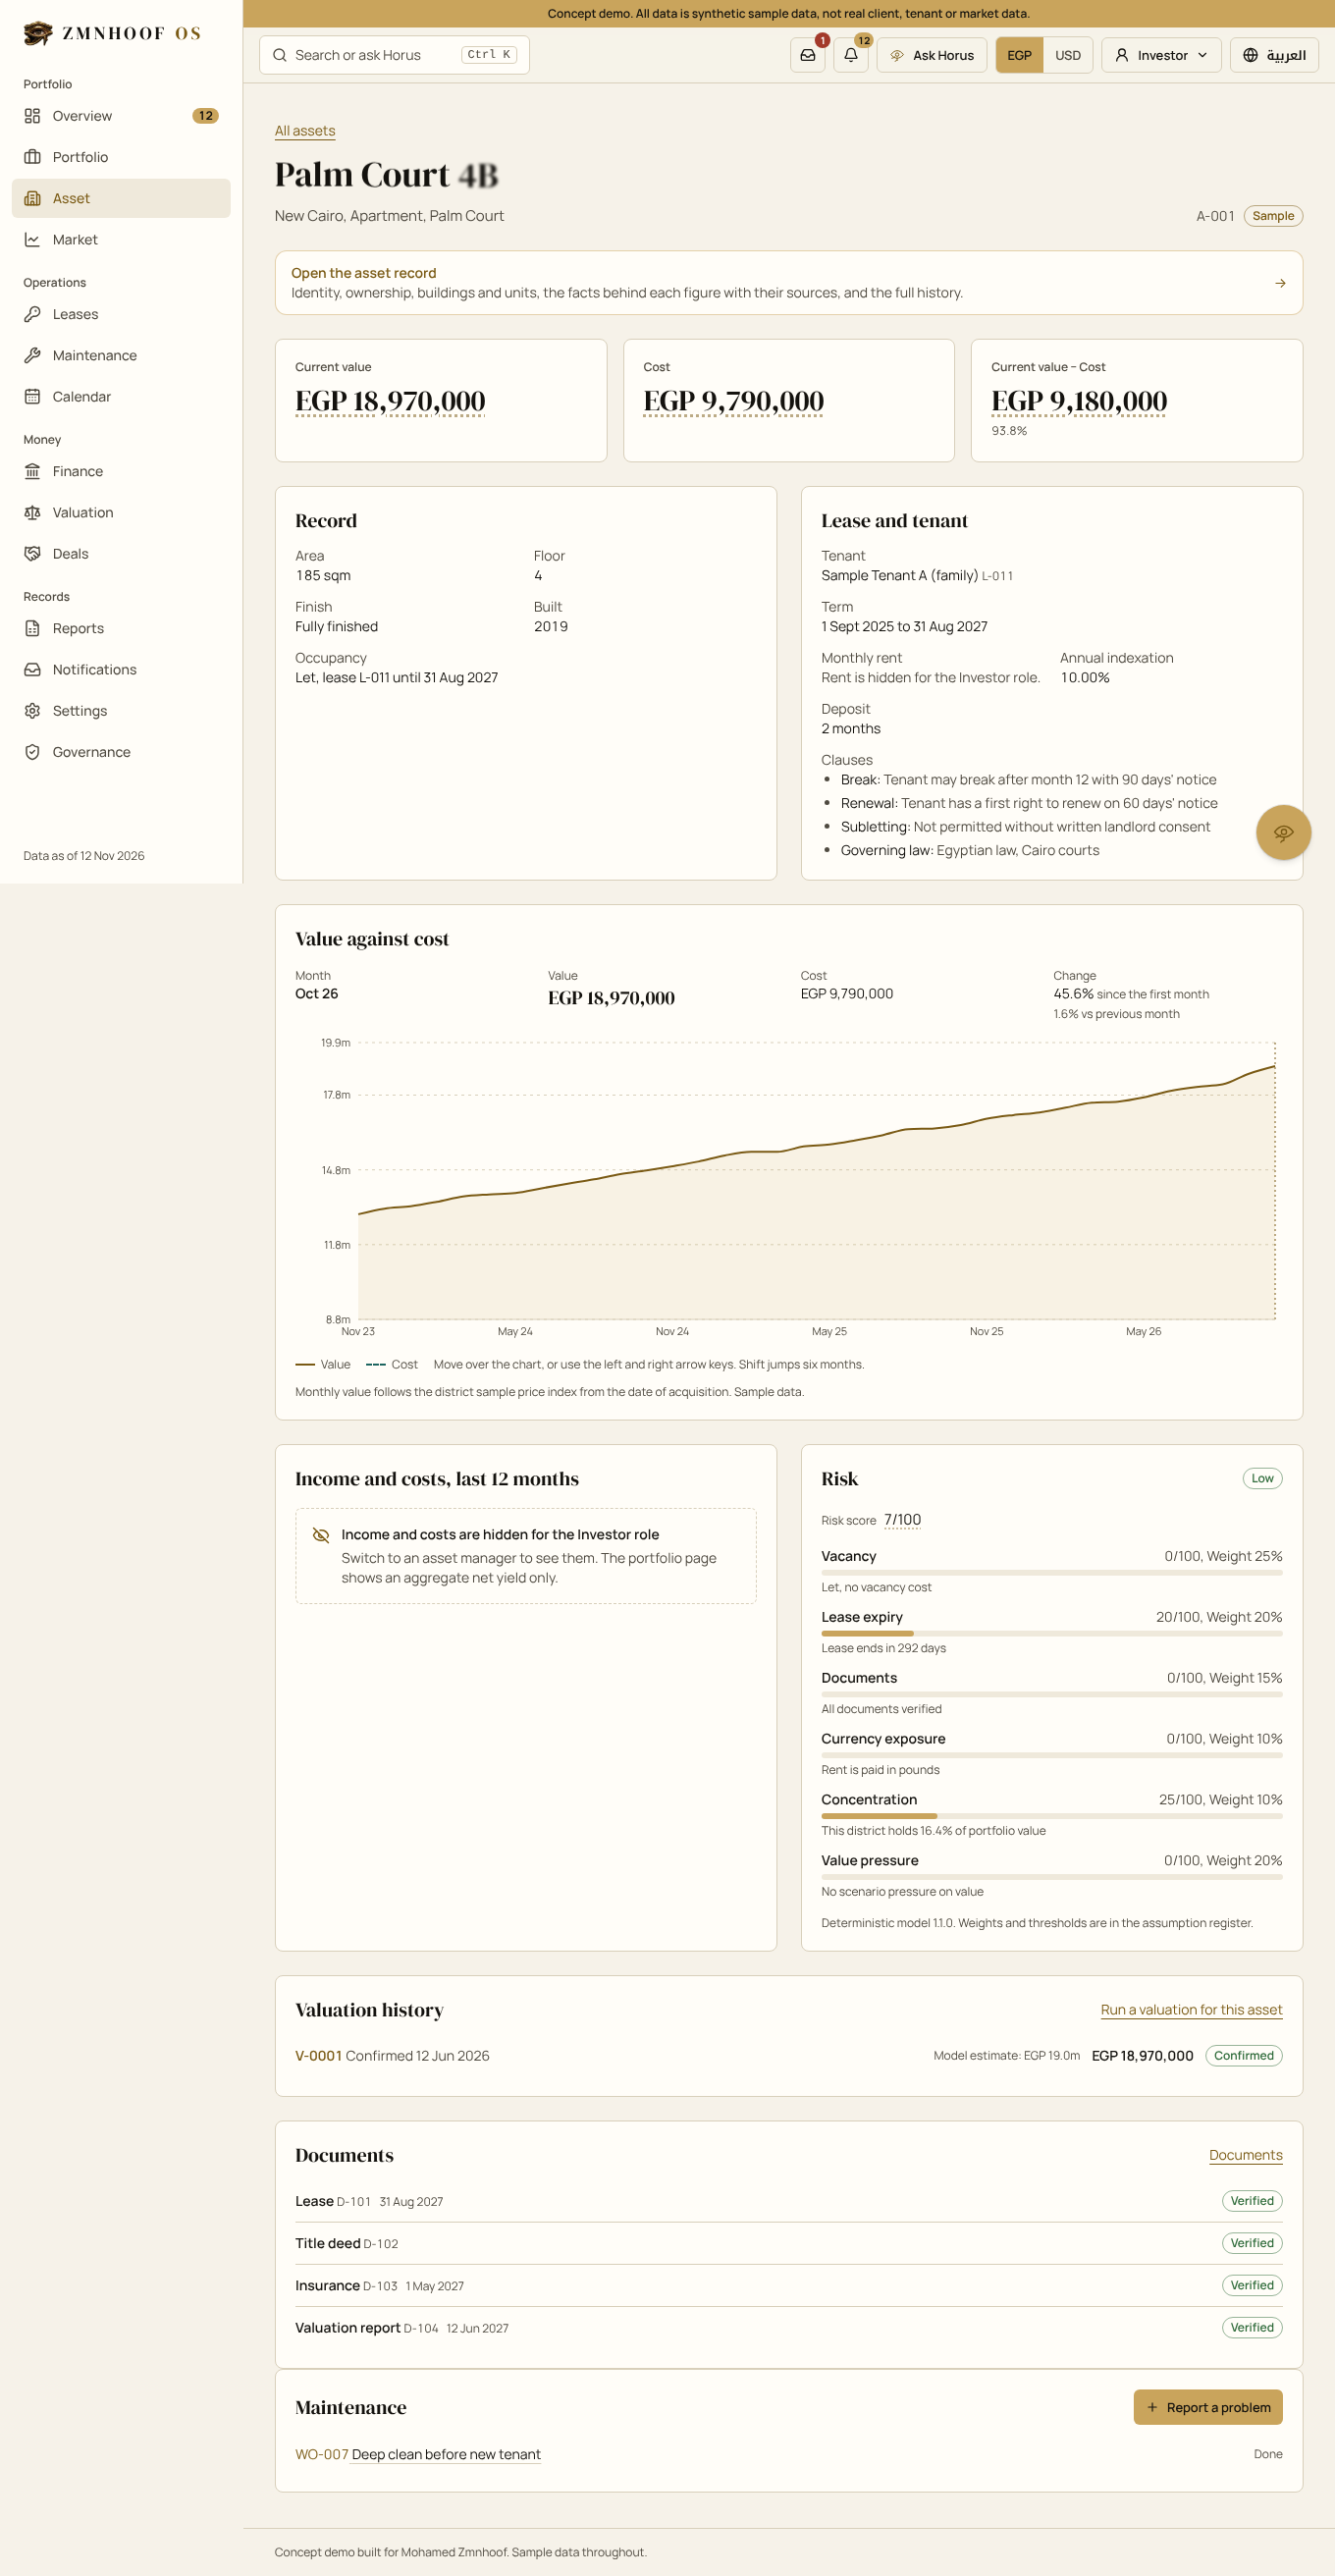 ZMNHOOF OS
Portfolio
Overview 12
Portfolio
Asset
Market
Operations
Leases
Maintenance
Calendar
Money
Finance
Valuation
Deals
Records
Reports
Notifications
Settings
Governance
Data as of 12 Nov 2026
Concept demo. All data is synthetic sample data, not real client, tenant or market data.
Search or ask Horus Ctrl K
1
12
Ask Horus
EGP USD
Investor
العربية
All assets
Palm Court 4B
New Cairo, Apartment, Palm Court
A-001 Sample
Open the asset record
Identity, ownership, buildings and units, the facts behind each figure with their sources, and the full history.
Current value
EGP 18,970,000
Cost
EGP 9,790,000
Current value − Cost
EGP 9,180,000
93.8%
Record
Area
185 sqm
Floor
4
Finish
Fully finished
Built
2019
Occupancy
Let, lease L-011 until 31 Aug 2027
Lease and tenant
Tenant
Sample Tenant A (family) L-011
Term
1 Sept 2025 to 31 Aug 2027
Monthly rent
Rent is hidden for the Investor role.
Annual indexation
10.00%
Deposit
2 months
Clauses
Break: Tenant may break after month 12 with 90 days' notice
Renewal: Tenant has a first right to renew on 60 days' notice
Subletting: Not permitted without written landlord consent
Governing law: Egyptian law, Cairo courts
Value against cost
Month
Oct 26
Value
EGP 18,970,000
Cost
EGP 9,790,000
Change
45.6% since the first month
1.6% vs previous month
19.9m
17.8m
14.8m
11.8m
8.8m
Nov 23 May 24 Nov 24 May 25 Nov 25 May 26
Value Cost Move over the chart, or use the left and right arrow keys. Shift jumps six months.
Monthly value follows the district sample price index from the date of acquisition. Sample data.
Income and costs, last 12 months
Income and costs are hidden for the Investor role
Switch to an asset manager to see them. The portfolio page
shows an aggregate net yield only.
Risk Low
Risk score 7/100
Vacancy 0/100, Weight 25%
Let, no vacancy cost
Lease expiry 20/100, Weight 20%
Lease ends in 292 days
Documents 0/100, Weight 15%
All documents verified
Currency exposure 0/100, Weight 10%
Rent is paid in pounds
Concentration 25/100, Weight 10%
This district holds 16.4% of portfolio value
Value pressure 0/100, Weight 20%
No scenario pressure on value
Deterministic model 1.1.0. Weights and thresholds are in the assumption register.
Valuation history Run a valuation for this asset
V-0001 Confirmed 12 Jun 2026 Model estimate: EGP 19.0m EGP 18,970,000 Confirmed
Documents Documents
Lease D-101 31 Aug 2027 Verified
Title deed D-102 Verified
Insurance D-103 1 May 2027 Verified
Valuation report D-104 12 Jun 2027 Verified
Maintenance Report a problem
WO-007 Deep clean before new tenant Done
Concept demo built for Mohamed Zmnhoof. Sample data throughout.